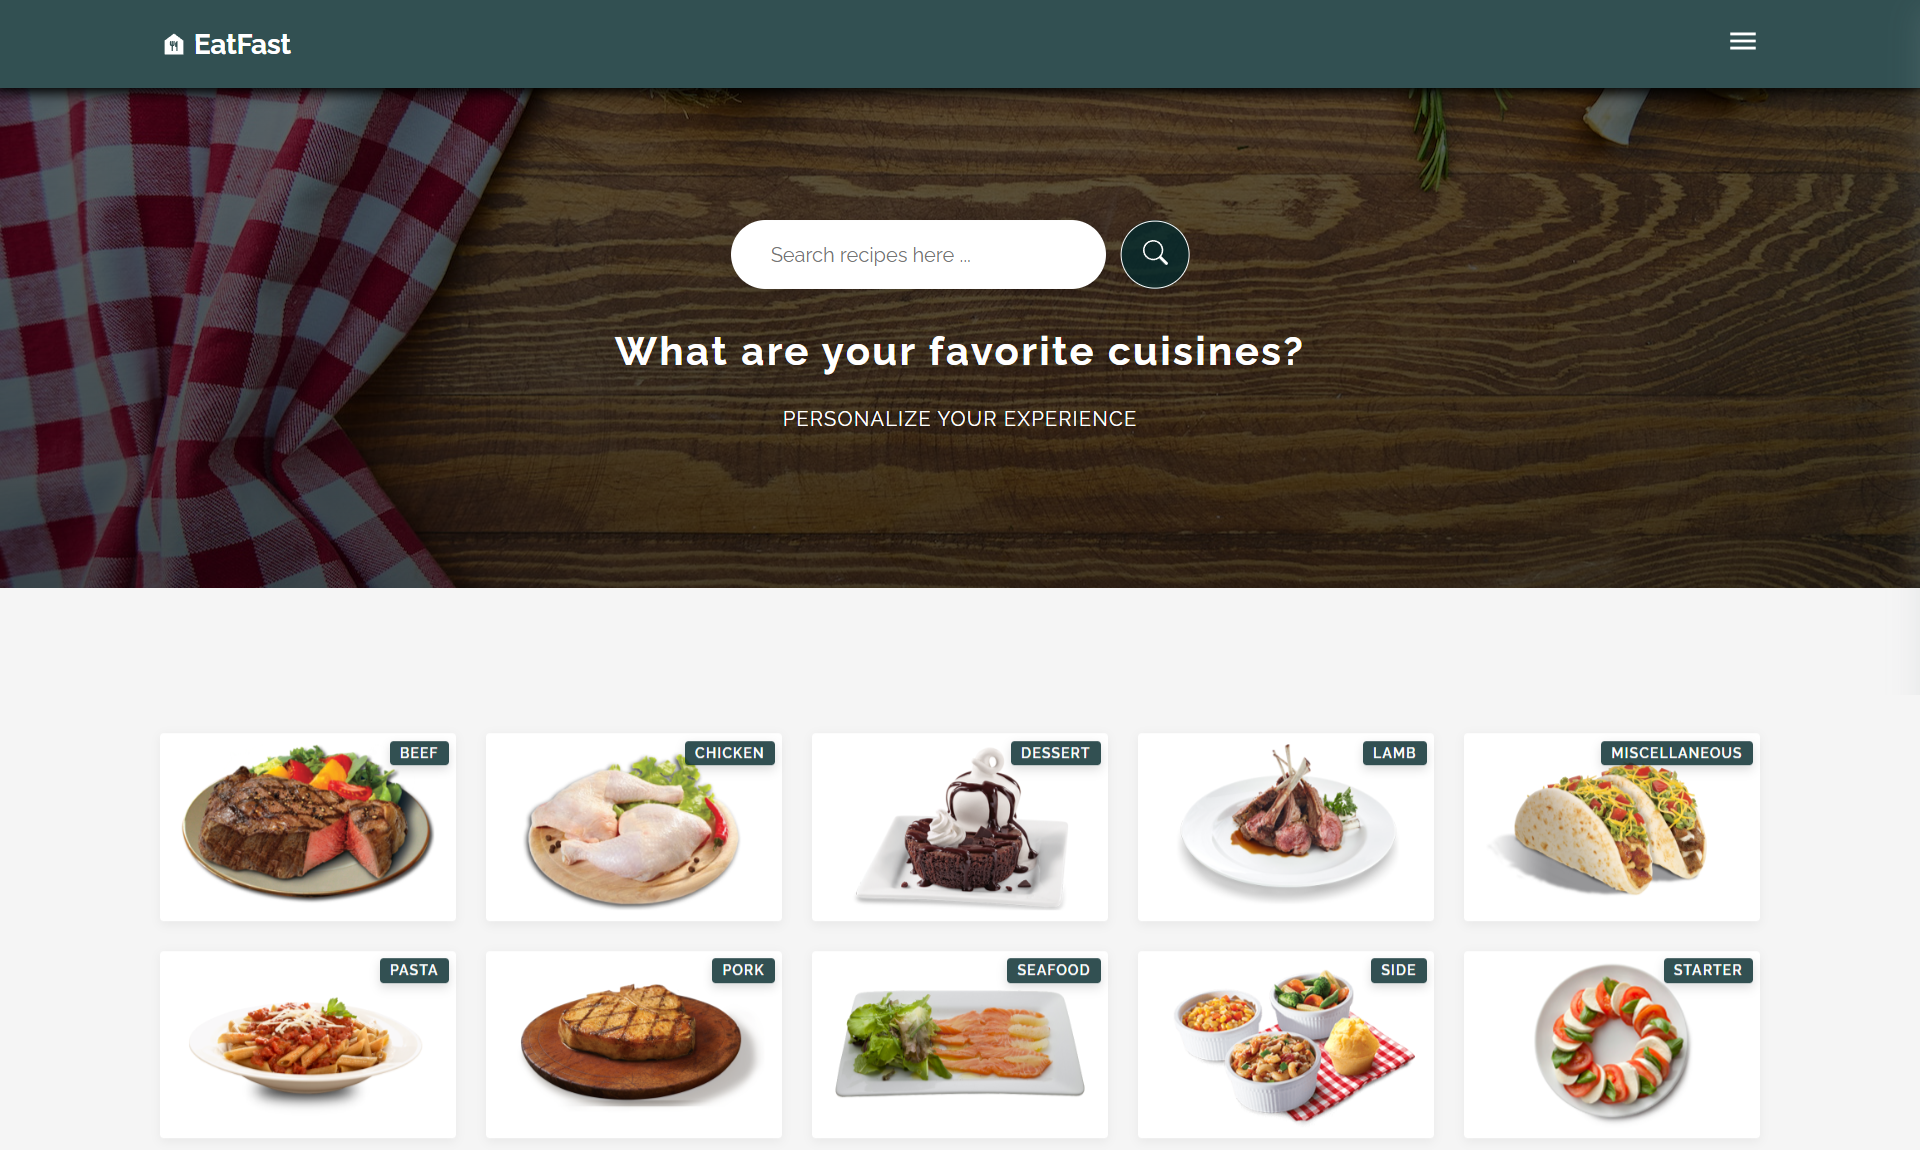 EatFast
Search recipes here ...
What are your favorite cuisines?
PERSONALIZE YOUR EXPERIENCE
BEEF
CHICKEN
DESSERT
LAMB
MISCELLANEOUS
PASTA
PORK
SEAFOOD
SIDE
STARTER